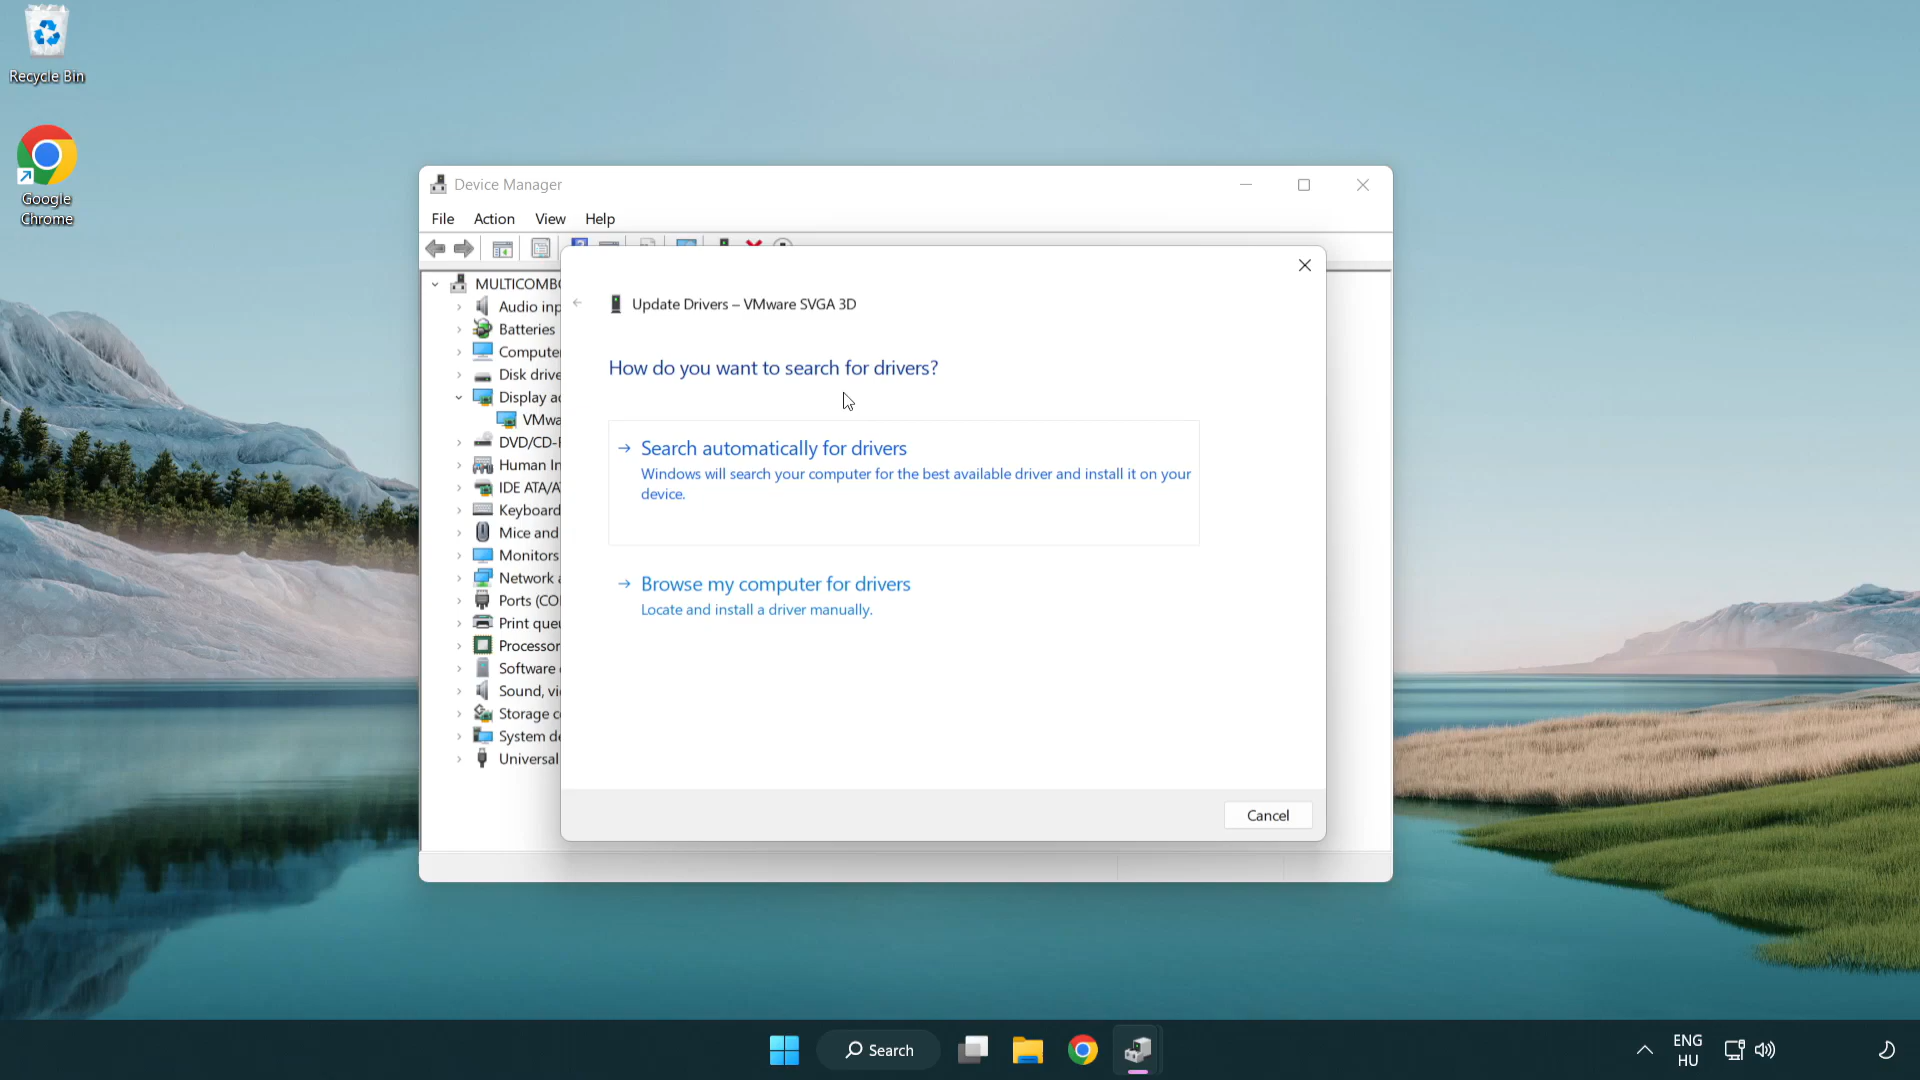 Recycle Bin
Google
Chrome
Device Manager
File Action View Help
MULTICOMBO
Audio inp
Batteries
Compute
Disk drive
Display a
VMwa
DVD/CD-
Human In
IDE ATA/A
Keyboard
Mice and
Monitors
Network a
Ports (CO
Print que
Processor
Software
Sound, vi
Storage c
System de
Universal
Update Drivers – VMware SVGA 3D
How do you want to search for drivers?
Search automatically for drivers
Windows will search your computer for the best available driver and install it on your
device.
Browse my computer for drivers
Locate and install a driver manually.
Cancel
Search
ENG
HU